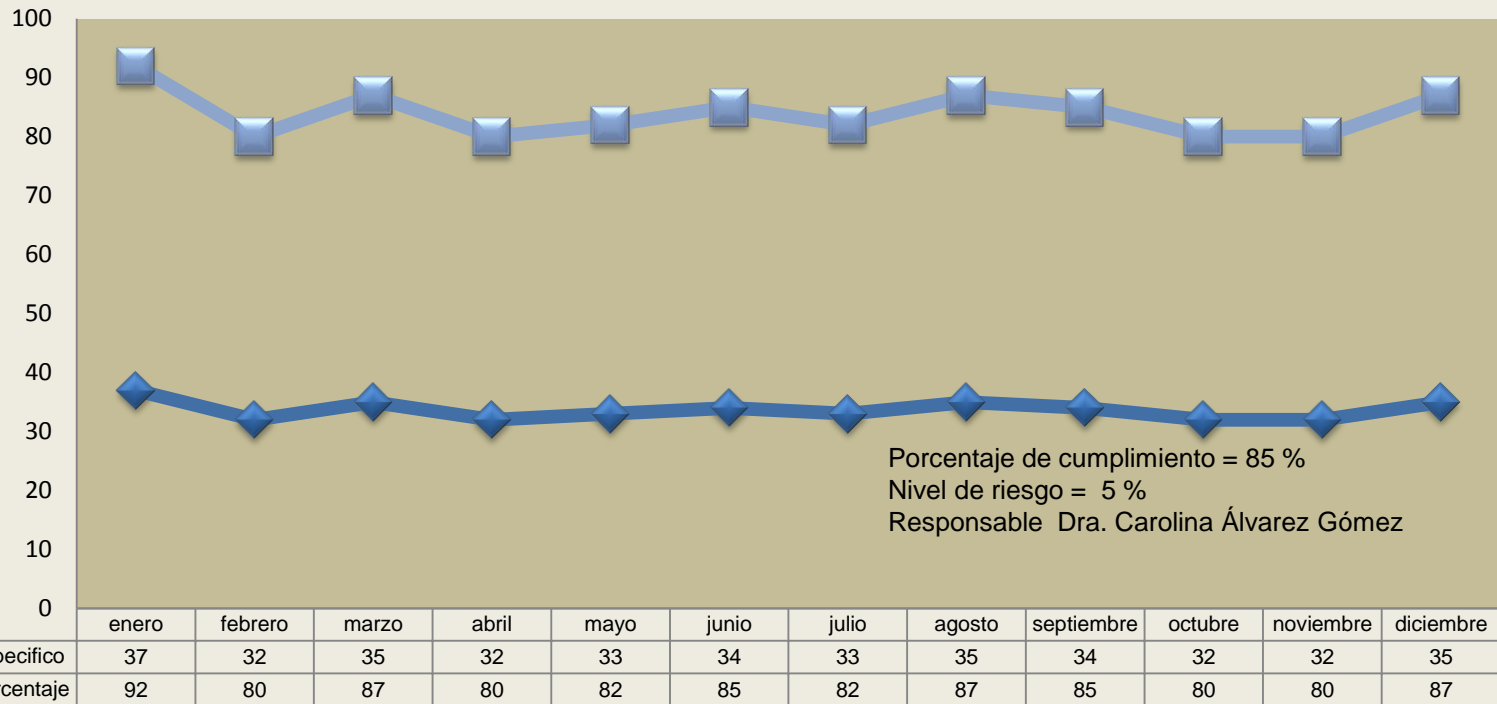 100
90
80
70
60
50
40
30
20
10
0
Porcentaje de cumplimiento = 85 %
Nivel de riesgo = 5 %
Responsable Dra. Carolina Álvarez Gómez
enero febrero marzo abril mayo junio julio agosto septiembre octubre noviembre diciembre
pecifico 37 32 35 32 33 34 33 35 34 32 32 35
rcentaje 92 80 87 80 82 85 82 87 85 80 80 87